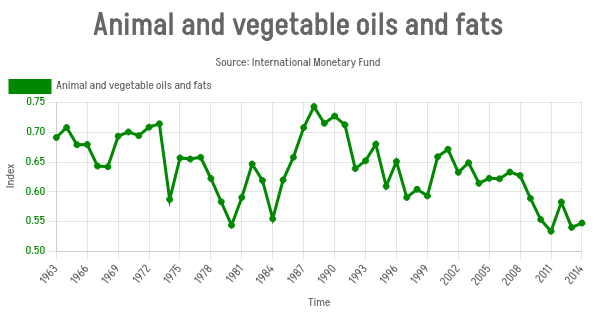 Animal and vegetable oils and fats
Source: International Monetary Fund
Animal and vegetable oils and fats
0.75
0.70
0.65
0.60
0.55
0.50
Index
1963 1966 1969 1972 1975 1978 1981 1984 1987 1990 1993 1996 1999 2002 2005 2008 2011 2014
Time